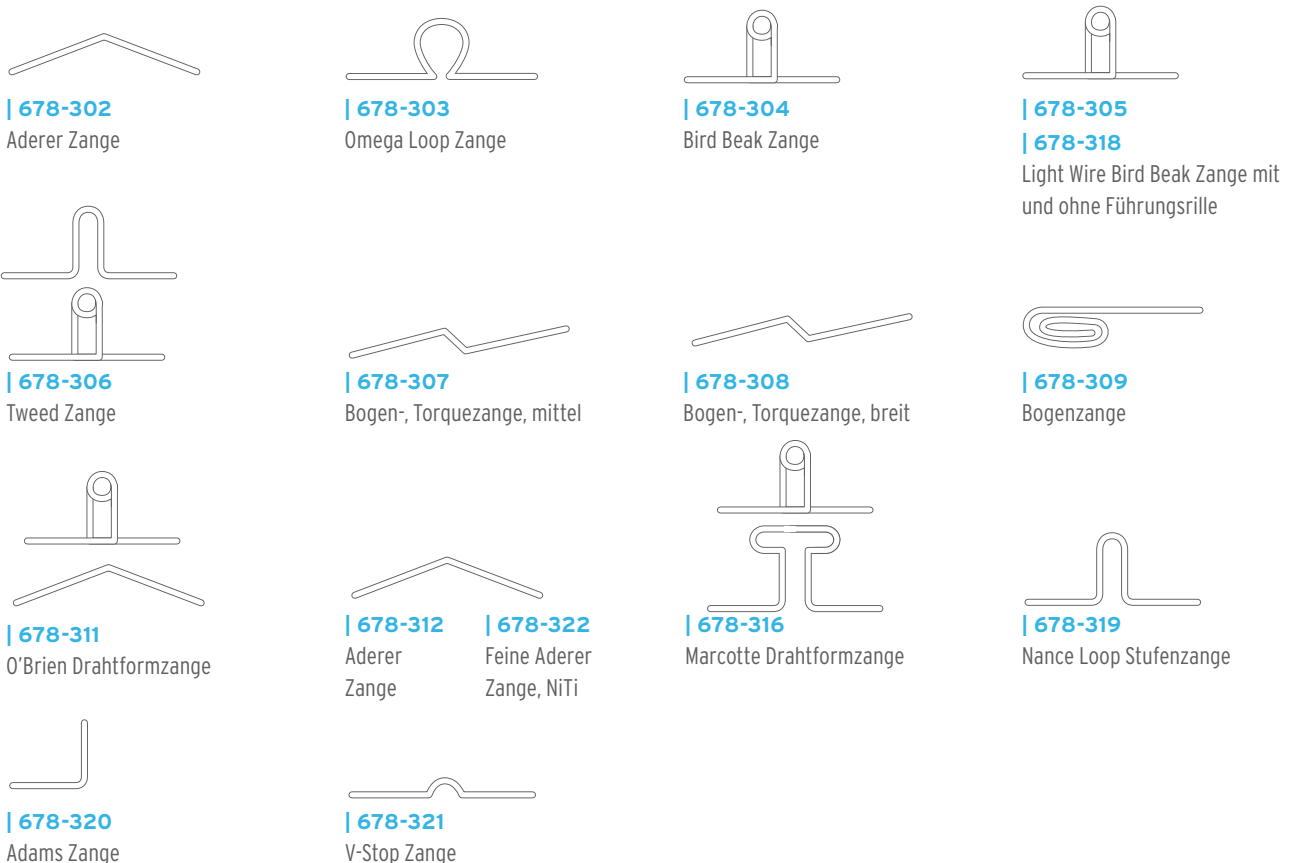 | 678-302
Aderer Zange
| 678-303
Omega Loop Zange
| 678-304
Bird Beak Zange
| 678-305
| 678-318
Light Wire Bird Beak Zange mit
und ohne Führungsrille
| 678-306
Tweed Zange
| 678-307
Bogen-, Torquezange, mittel
| 678-308
Bogen-, Torquezange, breit
| 678-309
Bogenzange
| 678-311
O'Brien Drahtformzange
| 678-312
Aderer
Zange
| 678-322
Feine Aderer
Zange, NiTi
| 678-316
Marcotte Drahtformzange
| 678-319
Nance Loop Stufenzange
| 678-320
Adams Zange
| 678-321
V-Stop Zange